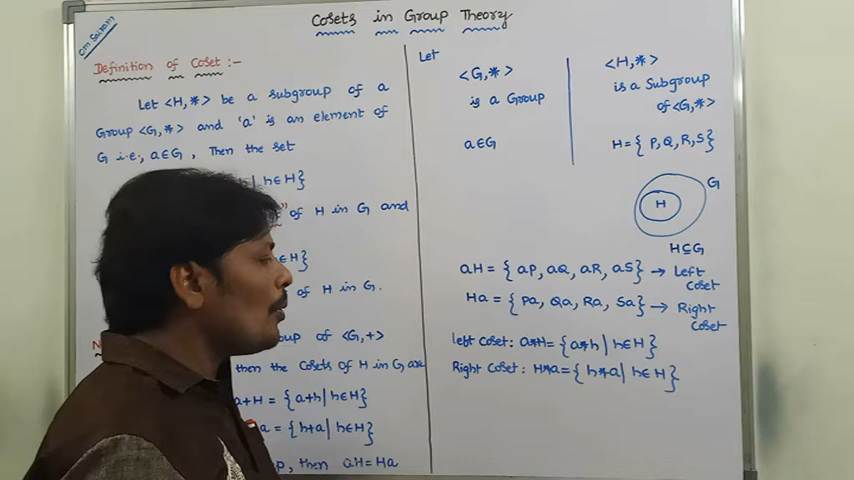 Cosets in Group Theory
Om Sairam
Definition of Coset :-
Let <H,*> be a subgroup of a
Group <G,*> and 'a' is an element of
G i.e., a∈G, Then the set
| h∈H}
" of H in G and
∈H}
of H in G.
N
oup of <G,+>
then the Cosets of H in G are
a+H = {a+h| h∈H}
a = {h+a| h∈H}
p, then aH=Ha
Let
<G,*>
is a Group
a∈G
<H,*>
is a Subgroup
of <G,*>
H={P,Q,R,S}
G
H
H⊆G
aH = {aP, aQ, aR, aS} → Left
Coset
Ha = {Pa, Qa, Ra, Sa} → Right
Coset
left Coset: a*H={a*h| h∈H}
Right Coset: H*a={h*a| h∈H}